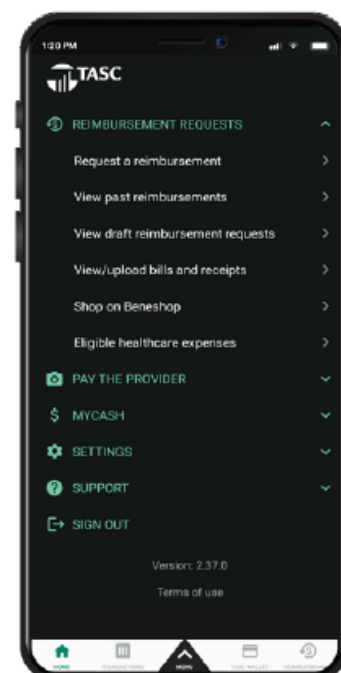 1:20 PM
TASC
REIMBURSEMENT REQUESTS
Request a reimbursement
View past reimbursements
View draft reimbursement requests
View/upload bills and receipts
Shop on Beneshop
Eligible healthcare expenses
PAY THE PROVIDER
MYCASH
SETTINGS
SUPPORT
SIGN OUT
Version: 2.37.0
Terms of use
HOME TRANSACTIONS MENU TASC WALLET